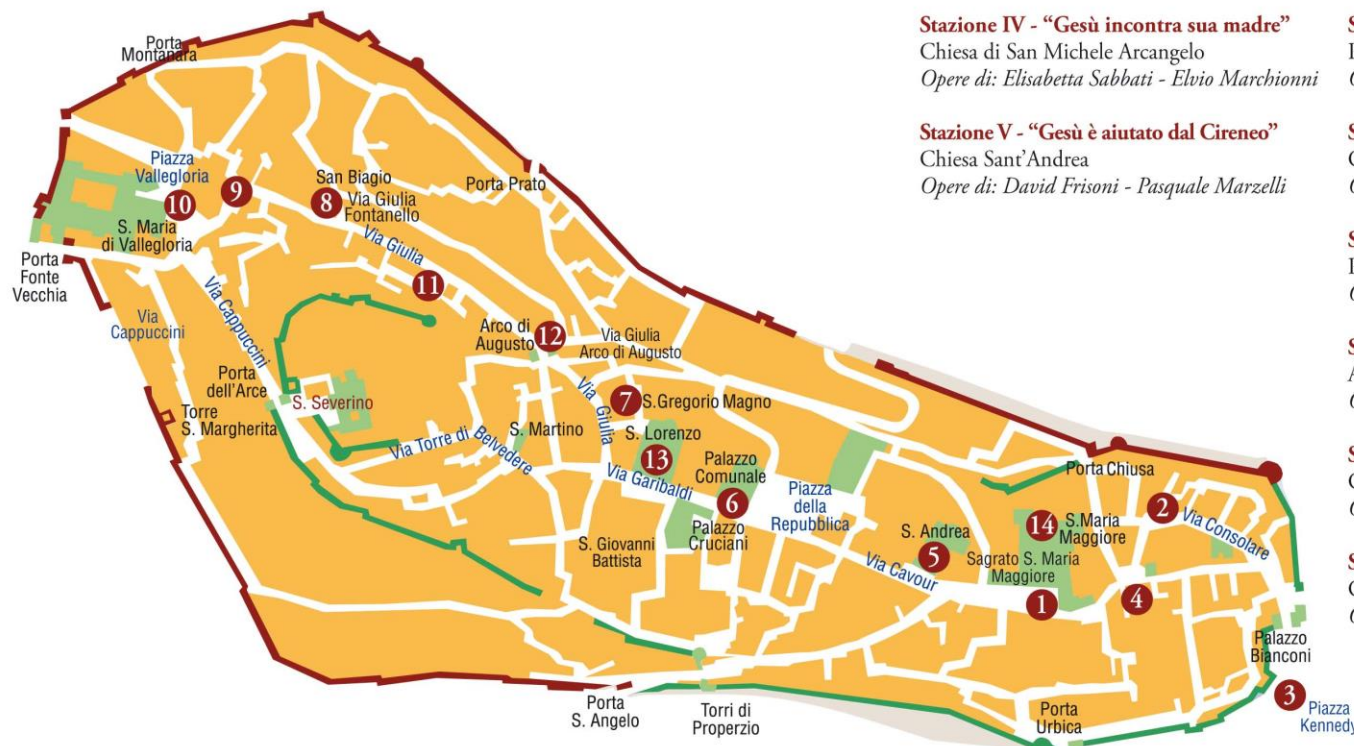 Stazione IV - “Gesù incontra sua madre”
Chiesa di San Michele Arcangelo
Opere di: Elisabetta Sabbati - Elvio Marchionni
Stazione V - “Gesù è aiutato dal Cireneo”
Chiesa Sant’Andrea
Opere di: David Frisoni - Pasquale Marzelli
Porta
Montanara
Piazza
Vallegloria
9
10
S. Maria
di Vallegloria
San Biagio
8
Via Giulia
Fontanello
Porta Prato
Porta
Fonte
Vecchia
Via Giulia
11
Via Cappuccini
Via
Cappuccini
Arco di
Augusto
12
Via Giulia
Arco di Augusto
Porta
dell'Arce
S. Severino
Torre
S. Margherita
Via Giulia
7
S.Gregorio Magno
S. Martino
S. Lorenzo
13
Via Torre di Belvedere
Via Garibaldi
Palazzo
Comunale
6
Piazza
della
Repubblica
Palazzo
Cruciani
S. Giovanni
Battista
Porta Chiusa
2
Via Consolare
S. Andrea
5
14
S.Maria
Maggiore
Sagrato S. Maria
Maggiore
Via Cavour
1
4
Palazzo
Bianconi
3
Piazza
Kennedy
Porta
S. Angelo
Torri di
Properzio
Porta
Urbica